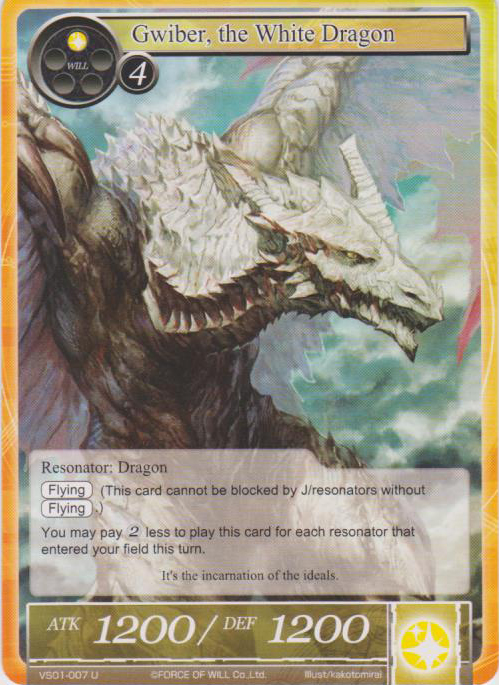 Gwiber, the White Dragon
WILL
4
Resonator: Dragon
Flying (This card cannot be blocked by J/resonators without
Flying.)
You may pay 2 less to play this card for each resonator that
entered your field this turn.
It's the incarnation of the ideals.
ATK 1200 / DEF 1200
VS01-007 U ©FORCE OF WILL Co.,Ltd. Illust/kakotomirai